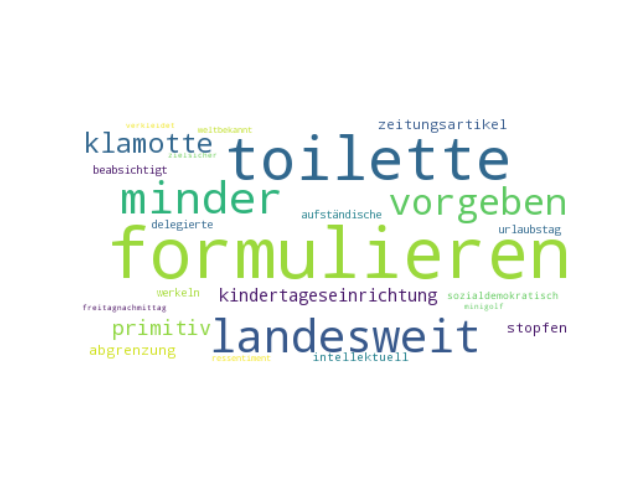 verkleidet
weltbekannt
zeitungsartikel
klamotte
toilette
zielsicher
beabsichtigt
minder
vorgeben
aufständische
delegierte
urlaubstag
formulieren
werkeln
kindertageseinrichtung
sozialdemokratisch
freitagnachmittag
minigolf
primitiv
landesweit
stopfen
abgrenzung
ressentiment
intellektuell